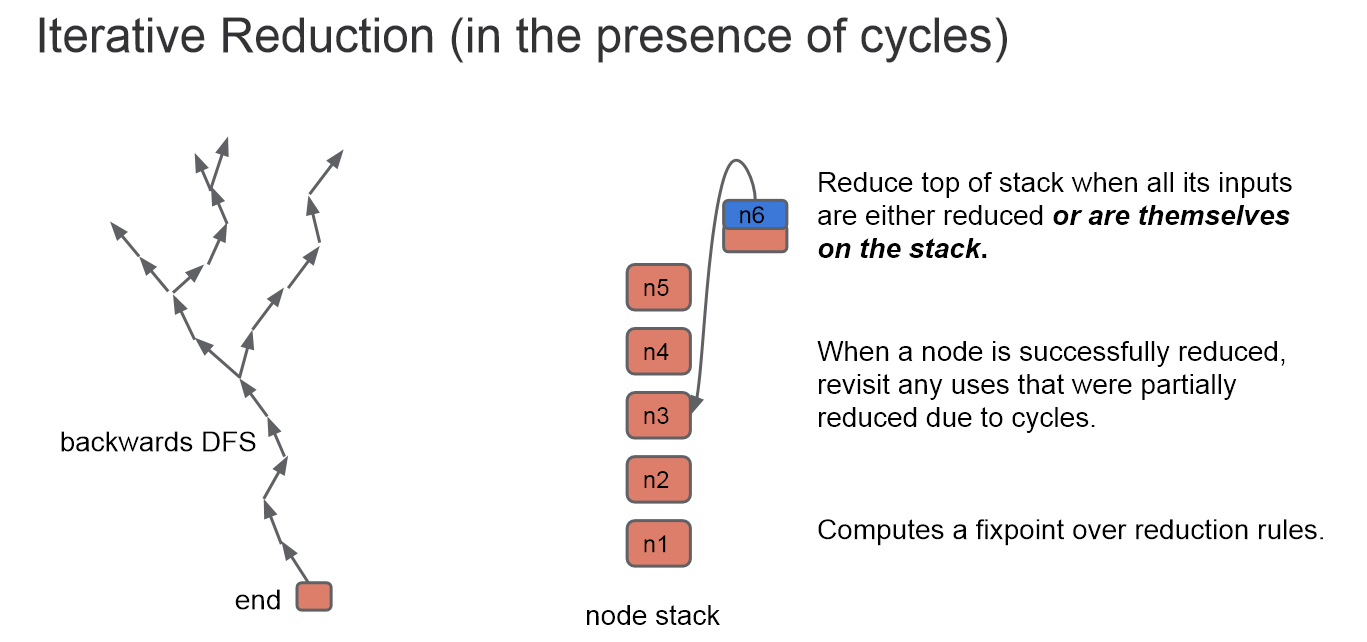 Iterative Reduction (in the presence of cycles)
backwards DFS
end
n6
n5
n4
n3
n2
n1
node stack
Reduce top of stack when all its inputs
are either reduced or are themselves
on the stack.
When a node is successfully reduced,
revisit any uses that were partially
reduced due to cycles.
Computes a fixpoint over reduction rules.